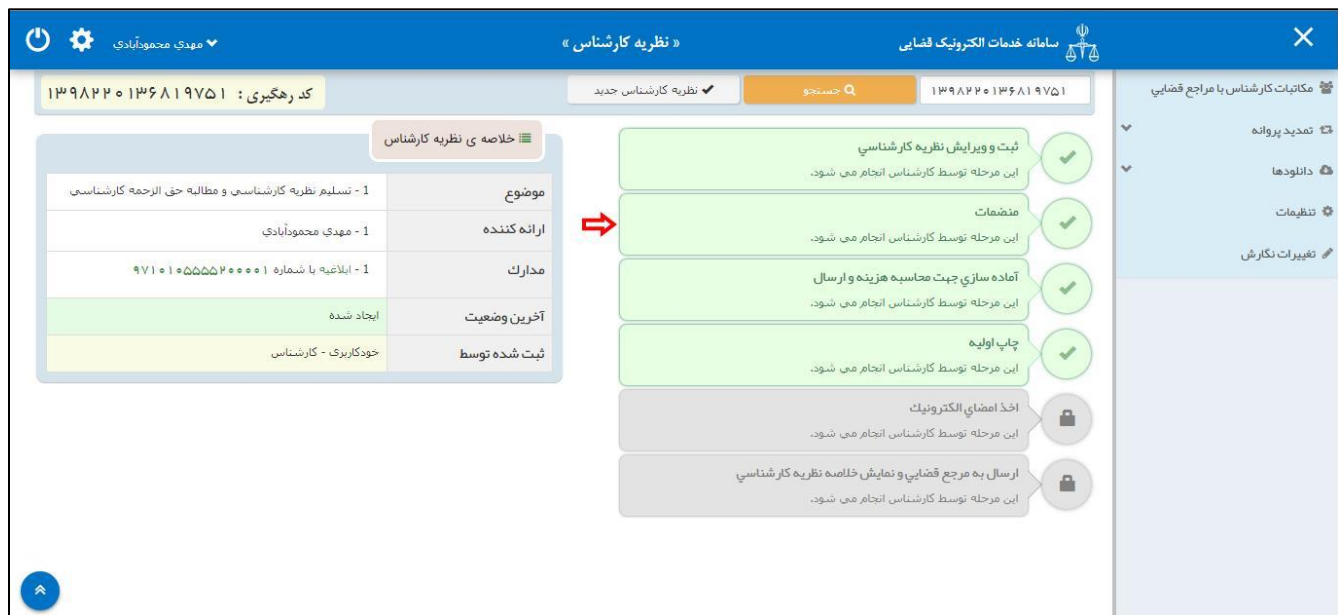 سامانه خدمات الکترونیک قضایی
« نظریه کارشناس »
مهدي محمودآبادي
مکاتبات کارشناس با مراجع قضايي
تمدید پروانه
دانلودها
تنظیمات
تغییرات نگارش
۱۳۹۸۲۲۰۱۳۶۸۱۹۷۵۱
جستجو
نظریه کارشناس جدید
کد رهگیری: ۱۳۹۸۲۲۰۱۳۶۸۱۹۷۵۱
ثبت و ویرایش نظریه کارشناسي
این مرحله توسط کارشناس انجام می شود.
منضمات
این مرحله توسط کارشناس انجام می شود.
آماده سازي جهت محاسبه هزینه و ارسال
این مرحله توسط کارشناس انجام می شود.
چاپ اولیه
این مرحله توسط کارشناس انجام می شود.
اخذ امضاي الکترونیك
این مرحله توسط کارشناس انجام می شود.
ارسال به مرجع قضایي و نمایش خلاصه نظریه کارشناسي
این مرحله توسط کارشناس انجام می شود.
خلاصه ی نظریه کارشناس
موضوع 1 - تسلیم نظریه کارشناسي و مطالبه حق الزحمه کارشناسي
ارائه کننده 1 - مهدي محمودآبادي
مدارك 1 - ابلاغیه با شماره ۹۷۱۰۱۰۵۵۵۵۲۰۰۰۰۱
آخرین وضعیت ایجاد شده
ثبت شده توسط خودکاربری - کارشناس